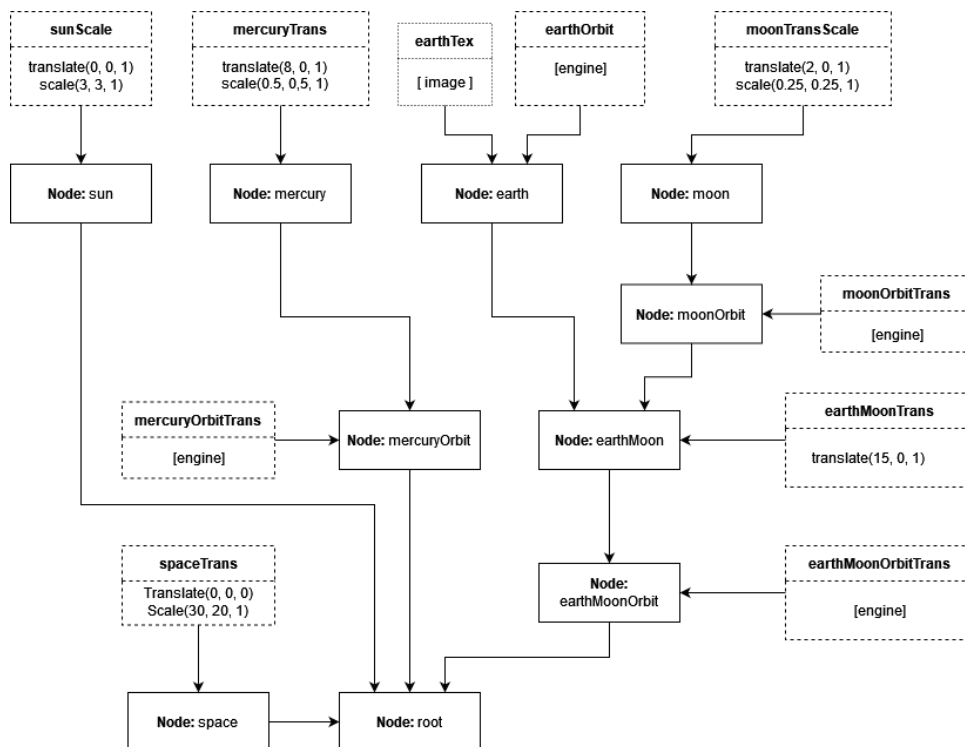 sunScale
translate(0, 0, 1)
scale(3, 3, 1)
mercuryTrans
translate(8, 0, 1)
scale(0.5, 0,5, 1)
earthTex
[ image ]
earthOrbit
[engine]
moonTransScale
translate(2, 0, 1)
scale(0.25, 0.25, 1)
Node: sun
Node: mercury
Node: earth
Node: moon
Node: moonOrbit
moonOrbitTrans
[engine]
mercuryOrbitTrans
[engine]
Node: mercuryOrbit
Node: earthMoon
earthMoonTrans
translate(15, 0, 1)
spaceTrans
Translate(0, 0, 0)
Scale(30, 20, 1)
Node:
earthMoonOrbit
earthMoonOrbitTrans
[engine]
Node: space
Node: root